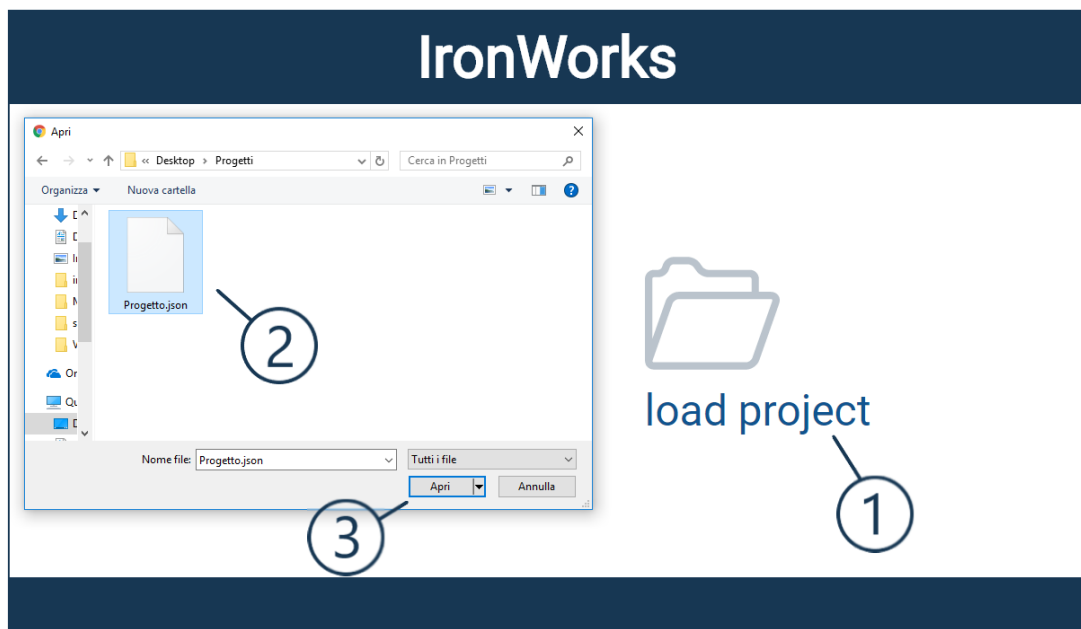 IronWorks
Apri
« Desktop › Progetti
Cerca in Progetti
Organizza
Nuova cartella
Progetto.json
2
load project
1
Nome file:
Progetto.json
Tutti i file
Apri
Annulla
3